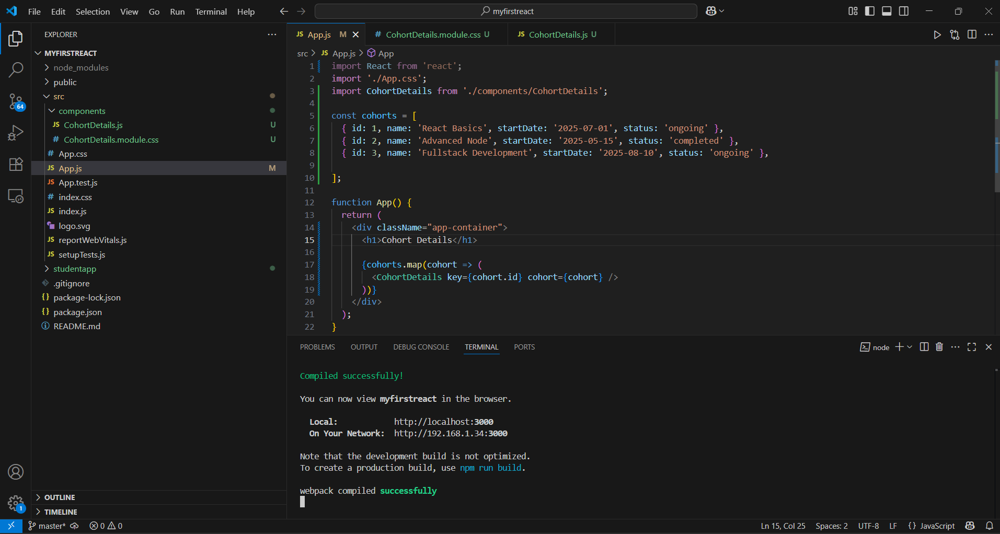 File Edit Selection View Go Run Terminal Help
myfirstreact
EXPLORER
MYFIRSTREACT
node_modules
public
src
components
JS CohortDetails.js U
# CohortDetails.module.css U
# App.css
JS App.js M
JS App.test.js
# index.css
JS index.js
logo.svg
JS reportWebVitals.js
JS setupTests.js
studentapp
.gitignore
{} package-lock.json
{} package.json
README.md
OUTLINE
TIMELINE
64
1
JS App.js M
# CohortDetails.module.css U
JS CohortDetails.js U
src > JS App.js > App
1 import React from 'react';
2 import './App.css';
3 import CohortDetails from './components/CohortDetails';
4
5 const cohorts = [
6 { id: 1, name: 'React Basics', startDate: '2025-07-01', status: 'ongoing' },
7 { id: 2, name: 'Advanced Node', startDate: '2025-05-15', status: 'completed' },
8 { id: 3, name: 'Fullstack Development', startDate: '2025-08-10', status: 'ongoing' },
9
10 ];
11
12 function App() {
13 return (
14 <div className="app-container">
15 <h1>Cohort Details</h1>
16
17 {cohorts.map(cohort => (
18 <CohortDetails key={cohort.id} cohort={cohort} />
19 ))}
20 </div>
21 );
22 }
PROBLEMS OUTPUT DEBUG CONSOLE TERMINAL PORTS
node
Compiled successfully!
You can now view myfirstreact in the browser.
Local: http://localhost:3000
On Your Network: http://192.168.1.34:3000
Note that the development build is not optimized.
To create a production build, use npm run build.
webpack compiled successfully
master* 0 0
Ln 15, Col 25 Spaces: 2 UTF-8 LF {} JavaScript